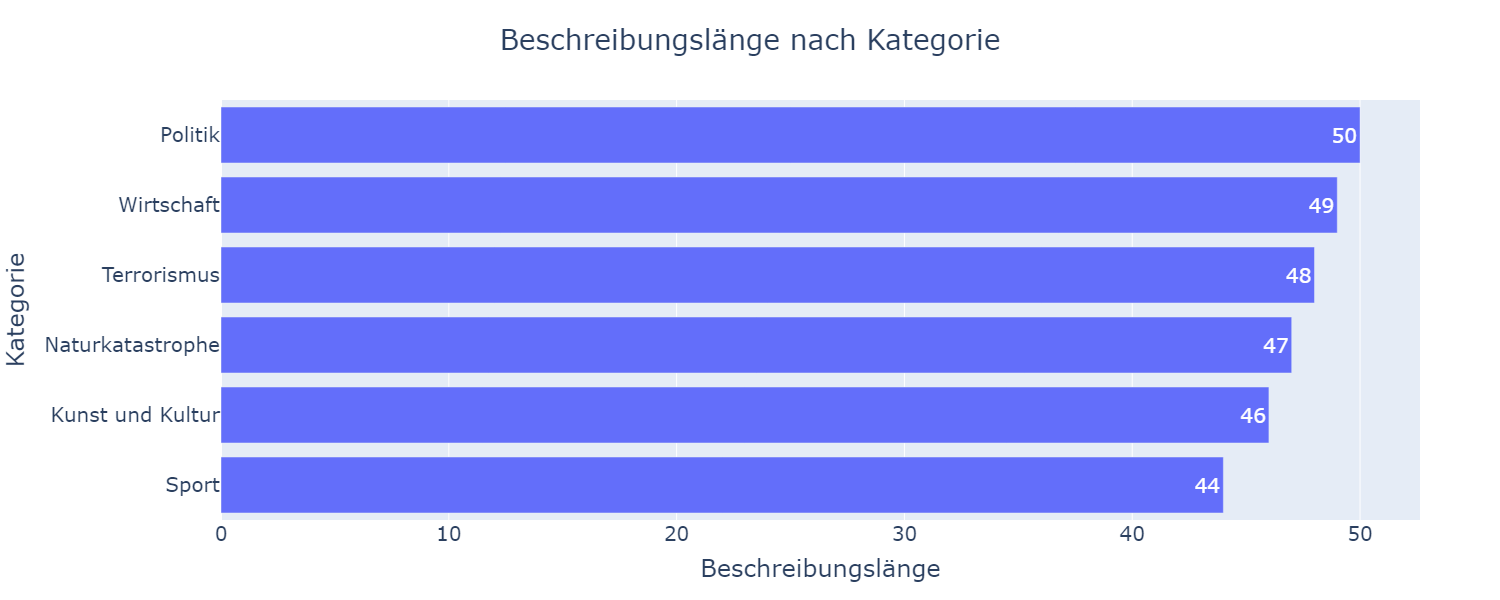 Beschreibungslänge nach Kategorie
Kategorie
Politik 50
Wirtschaft 49
Terrorismus 48
Naturkatastrophe 47
Kunst und Kultur 46
Sport 44
0 10 20 30 40 50
Beschreibungslänge